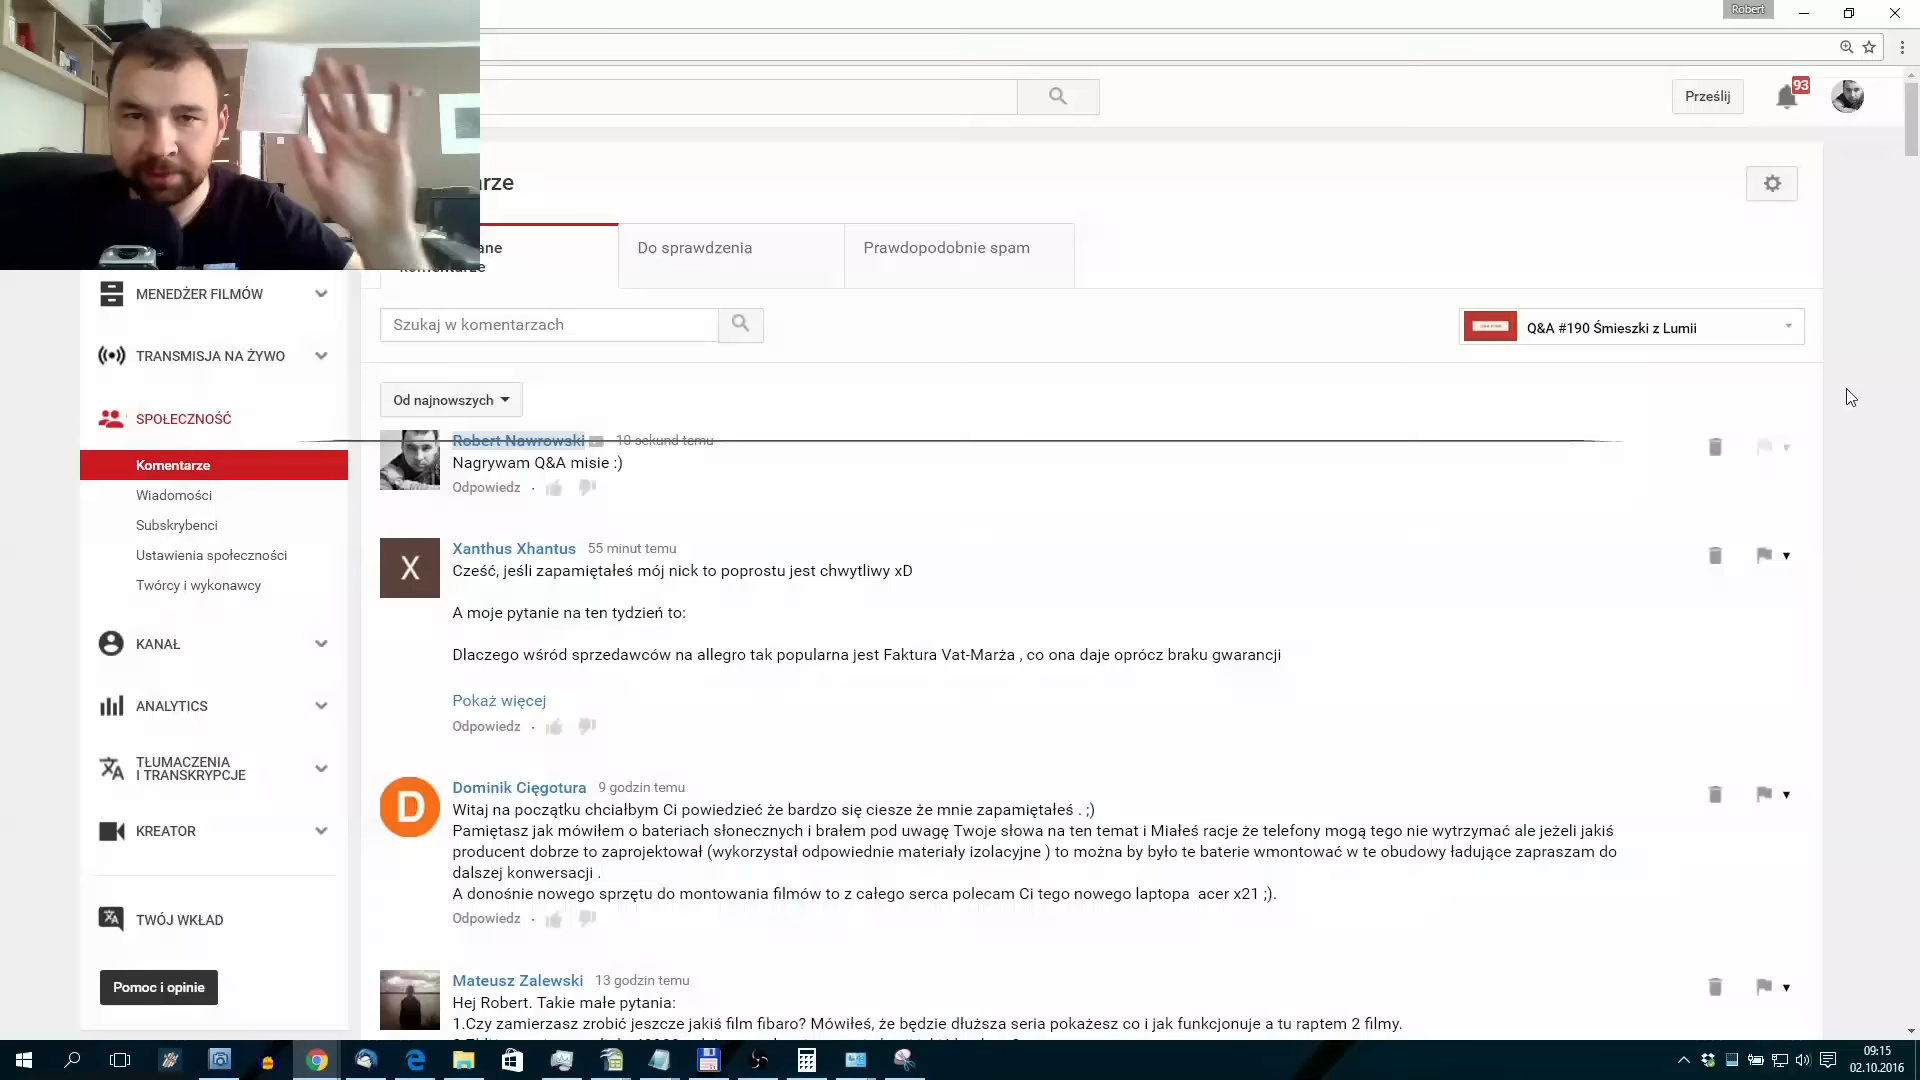 Robert
Prześlij
93
rze
ane
komentarze
Do sprawdzenia
Prawdopodobnie spam
MENEDŻER FILMÓW
Szukaj w komentarzach
Q&A #190 Śmieszki z Lumii
TRANSMISJA NA ŻYWO
Od najnowszych
SPOŁECZNOŚĆ
Komentarze
Wiadomości
Subskrybenci
Ustawienia społeczności
Twórcy i wykonawcy
KANAŁ
ANALYTICS
TŁUMACZENIA
I TRANSKRYPCJE
KREATOR
TWÓJ WKŁAD
Pomoc i opinie
Robert Nawrowski 10 sekund temu
Nagrywam Q&A misie :)
Odpowiedz ·
X
Xanthus Xhantus 55 minut temu
Cześć, jeśli zapamiętałeś mój nick to poprostu jest chwytliwy xD
A moje pytanie na ten tydzień to:
Dlaczego wśród sprzedawców na allegro tak popularna jest Faktura Vat-Marża , co ona daje oprócz braku gwarancji
Pokaż więcej
Odpowiedz ·
D
Dominik Cięgotura 9 godzin temu
Witaj na początku chciałbym Ci powiedzieć że bardzo się ciesze że mnie zapamiętałeś . ;)
Pamiętasz jak mówiłem o bateriach słonecznych i brałem pod uwagę Twoje słowa na ten temat i Miałeś racje że telefony mogą tego nie wytrzymać ale jeżeli jakiś
producent dobrze to zaprojektował (wykorzystał odpowiednie materiały izolacyjne ) to można by było te baterie wmontować w te obudowy ładujące zapraszam do
dalszej konwersacji .
A donośnie nowego sprzętu do montowania filmów to z całego serca polecam Ci tego nowego laptopa acer x21 ;).
Odpowiedz ·
Mateusz Zalewski 13 godzin temu
Hej Robert. Takie małe pytania:
1.Czy zamierzasz zrobić jeszcze jakiś film fibaro? Mówiłeś, że będzie dłuższa seria pokażesz co i jak funkcjonuje a tu raptem 2 filmy.
09:15
02.10.2016